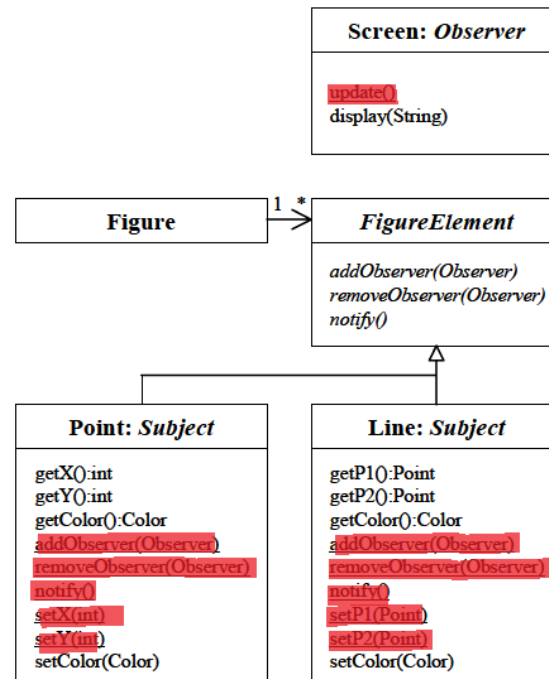 Screen: Observer
update()
display(String)
1 *
Figure
FigureElement
addObserver(Observer)
removeObserver(Observer)
notify()
Point: Subject
getX():int
getY():int
getColor():Color
addObserver(Observer)
removeObserver(Observer)
notify()
setX(int)
setY(int)
setColor(Color)
Line: Subject
getP1():Point
getP2():Point
getColor():Color
addObserver(Observer)
removeObserver(Observer)
notify()
setP1(Point)
setP2(Point)
setColor(Color)